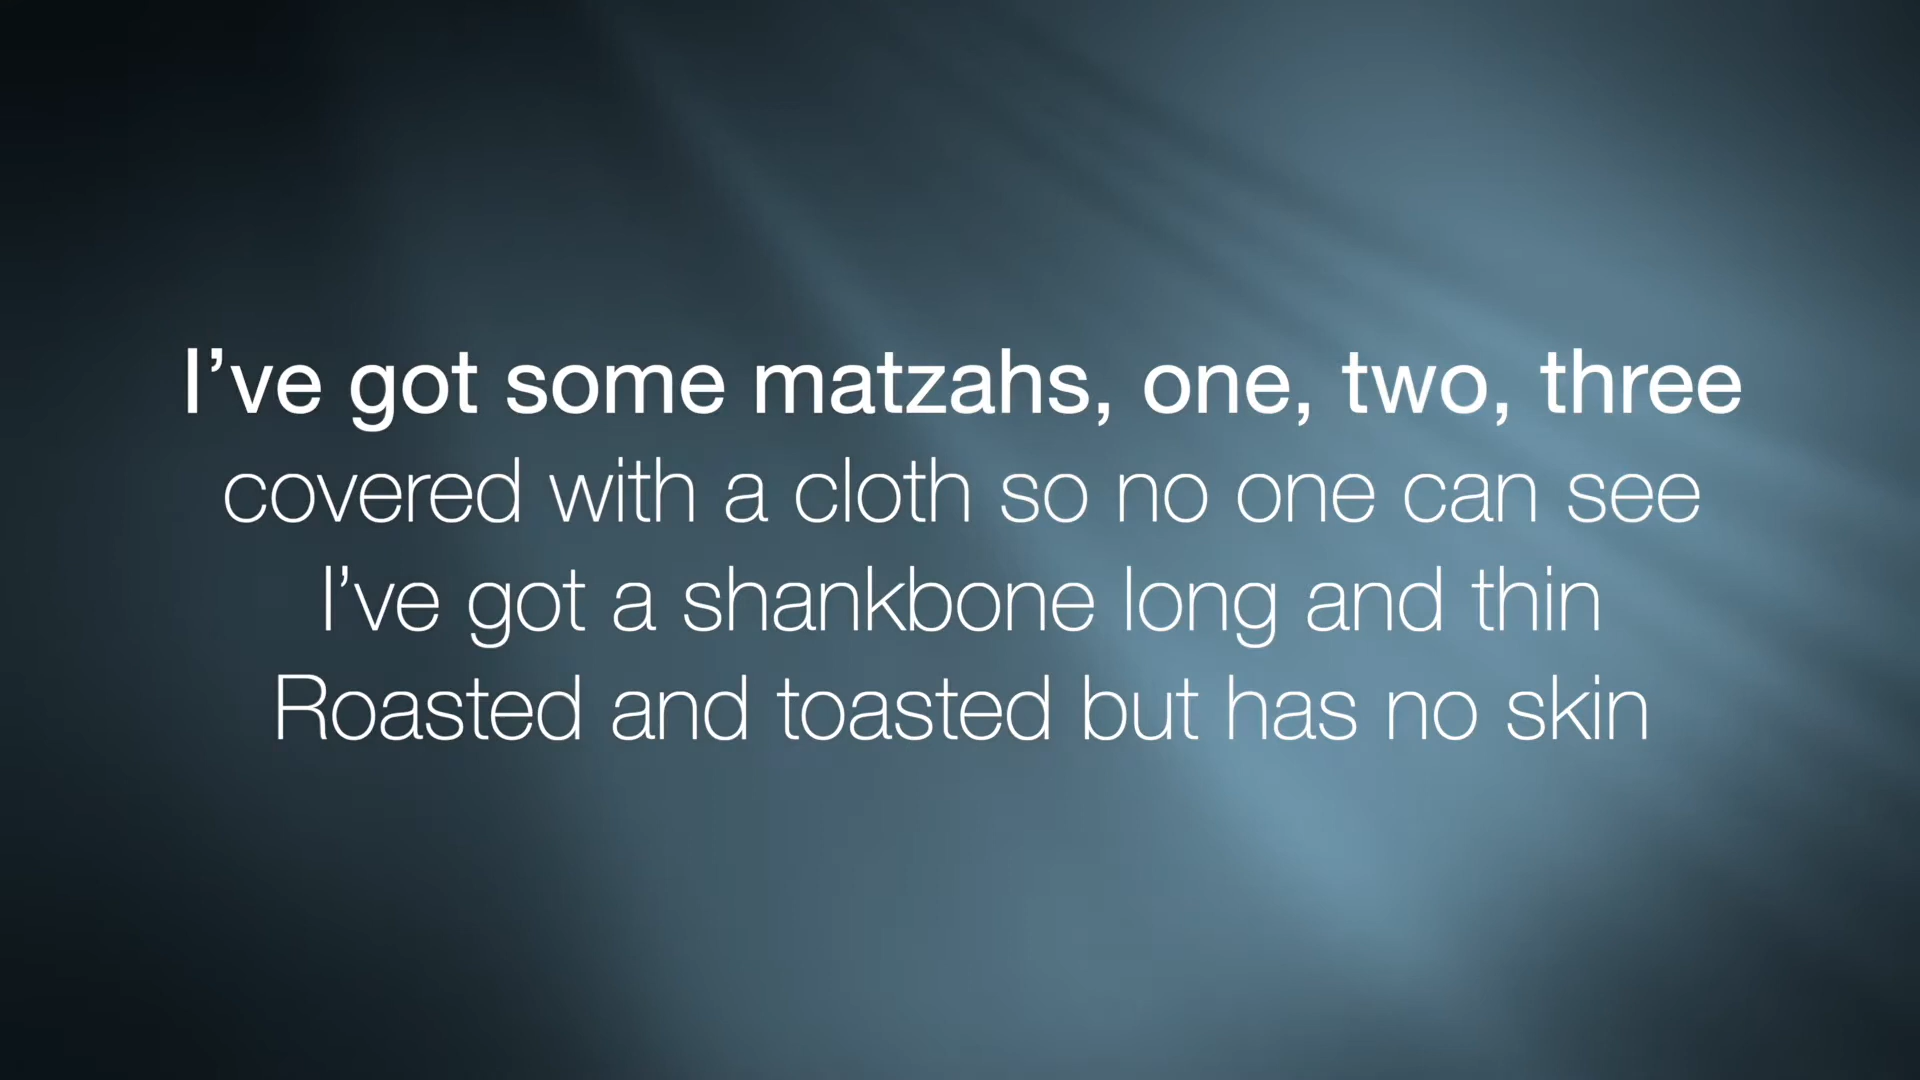 I’ve got some matzahs, one, two, three
covered with a cloth so no one can see
I’ve got a shankbone long and thin
Roasted and toasted but has no skin